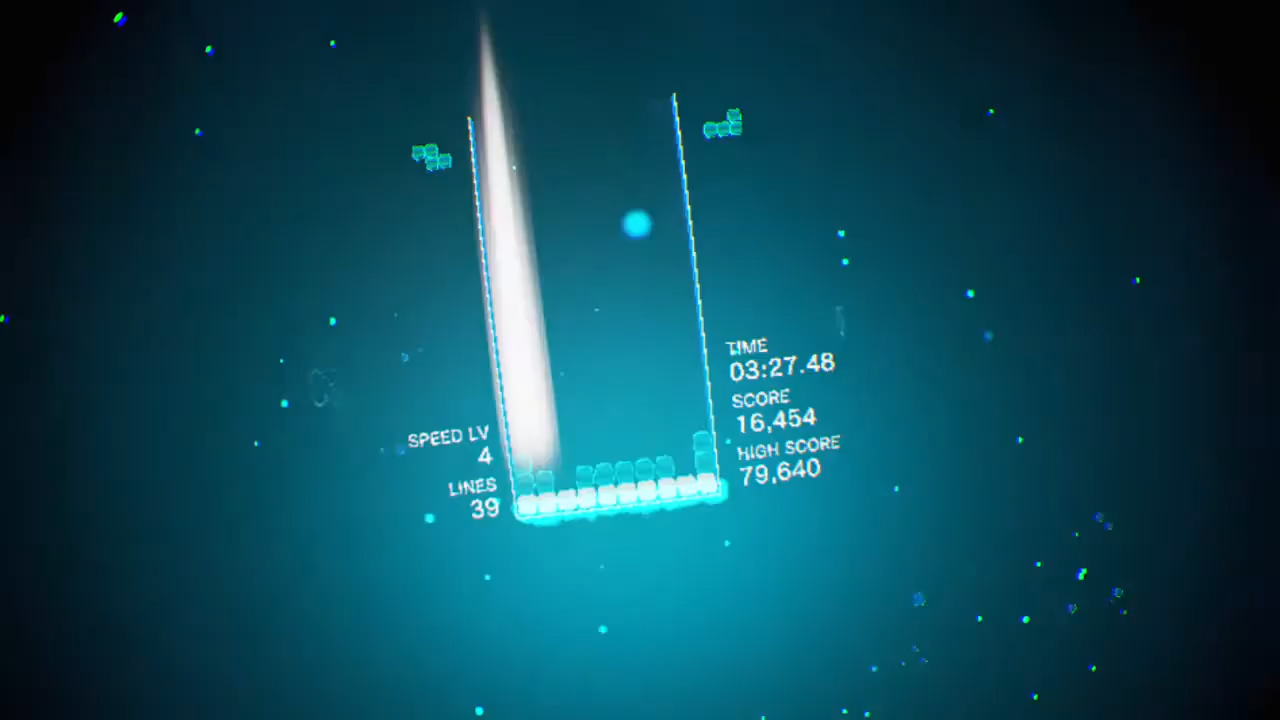 SPEED LV
4
LINES
39
TIME
03:27.48
SCORE
16,454
HIGH SCORE
79,640